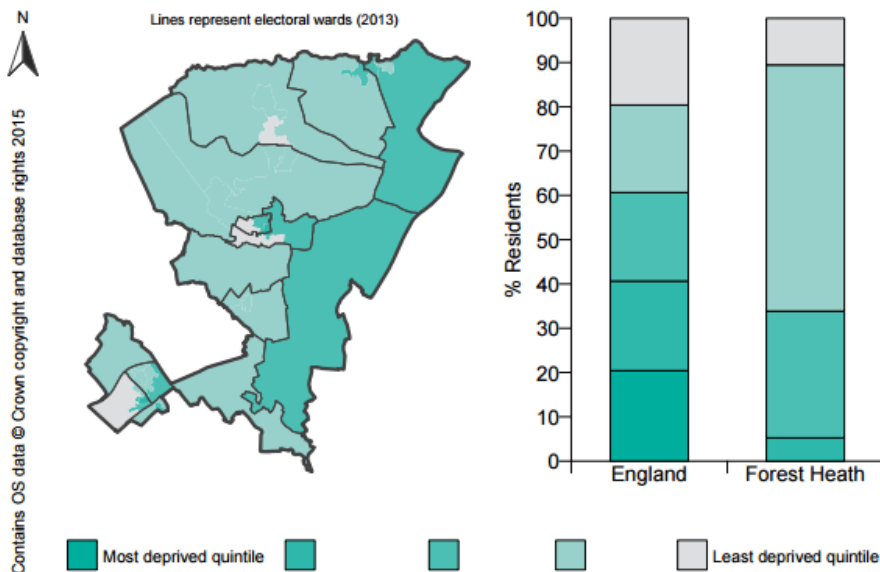 N
Lines represent electoral wards (2013)
Contains OS data © Crown copyright and database rights 2015
% Residents
100
90
80
70
60
50
40
30
20
10
0
England
Forest Heath
Most deprived quintile
Least deprived quintile